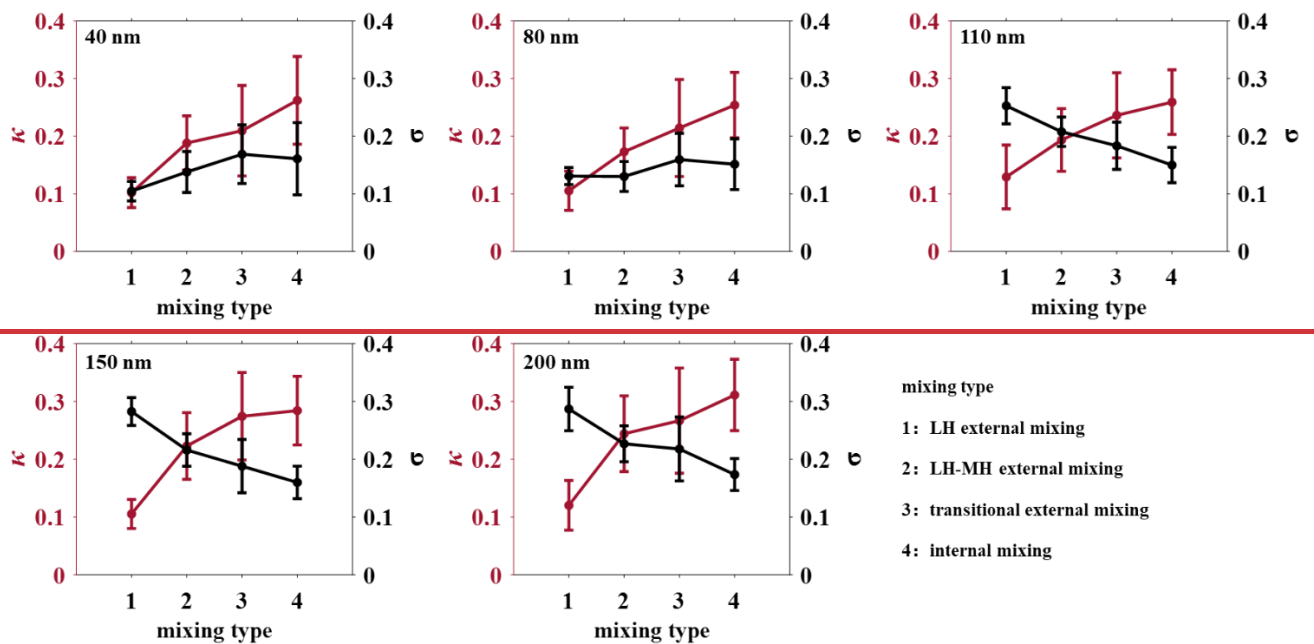 40 nm
0.4 0.3 0.2 0.1 0
κ
0.4 0.3 0.2 0.1 0
σ
1 2 3 4
mixing type
80 nm
0.4 0.3 0.2 0.1 0
κ
0.4 0.3 0.2 0.1 0
σ
1 2 3 4
mixing type
110 nm
0.4 0.3 0.2 0.1 0
κ
0.4 0.3 0.2 0.1 0
σ
1 2 3 4
mixing type
150 nm
0.4 0.3 0.2 0.1 0
κ
0.4 0.3 0.2 0.1 0
σ
1 2 3 4
mixing type
200 nm
0.4 0.3 0.2 0.1 0
κ
0.4 0.3 0.2 0.1 0
σ
1 2 3 4
mixing type
mixing type
1: LH external mixing
2: LH-MH external mixing
3: transitional external mixing
4: internal mixing